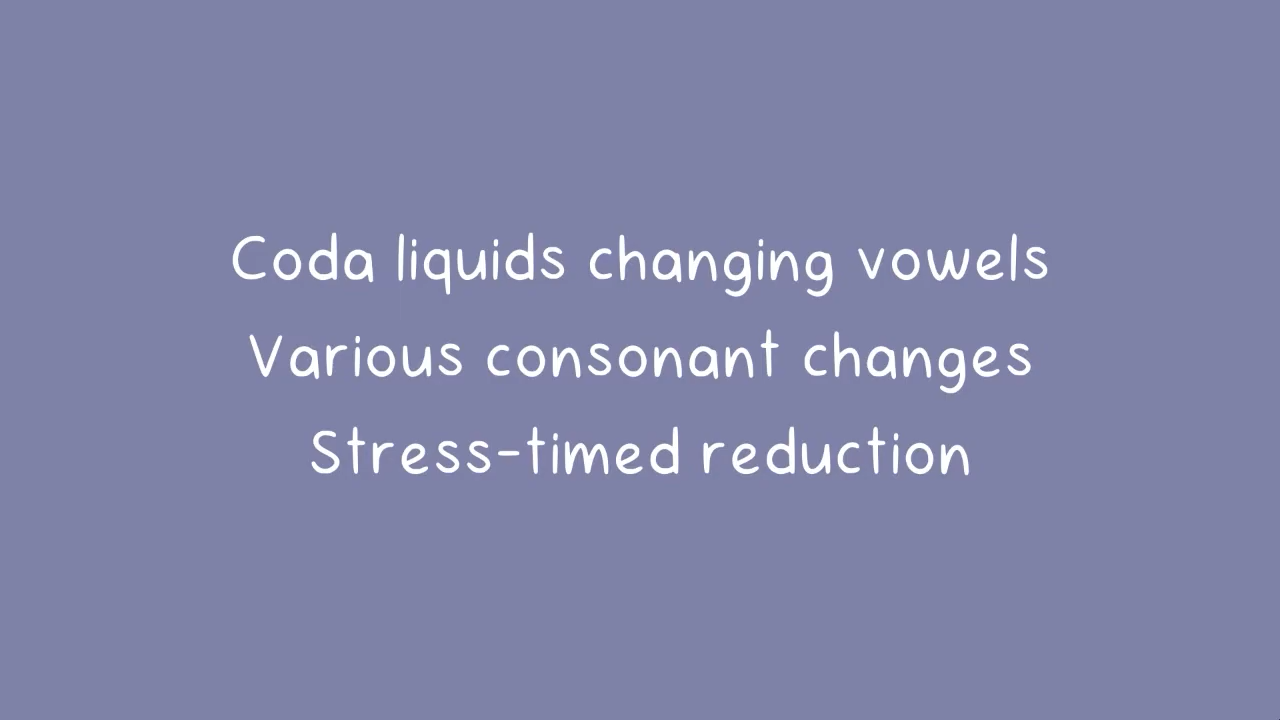 Coda liquids changing vowels
Various consonant changes
Stress-timed reduction